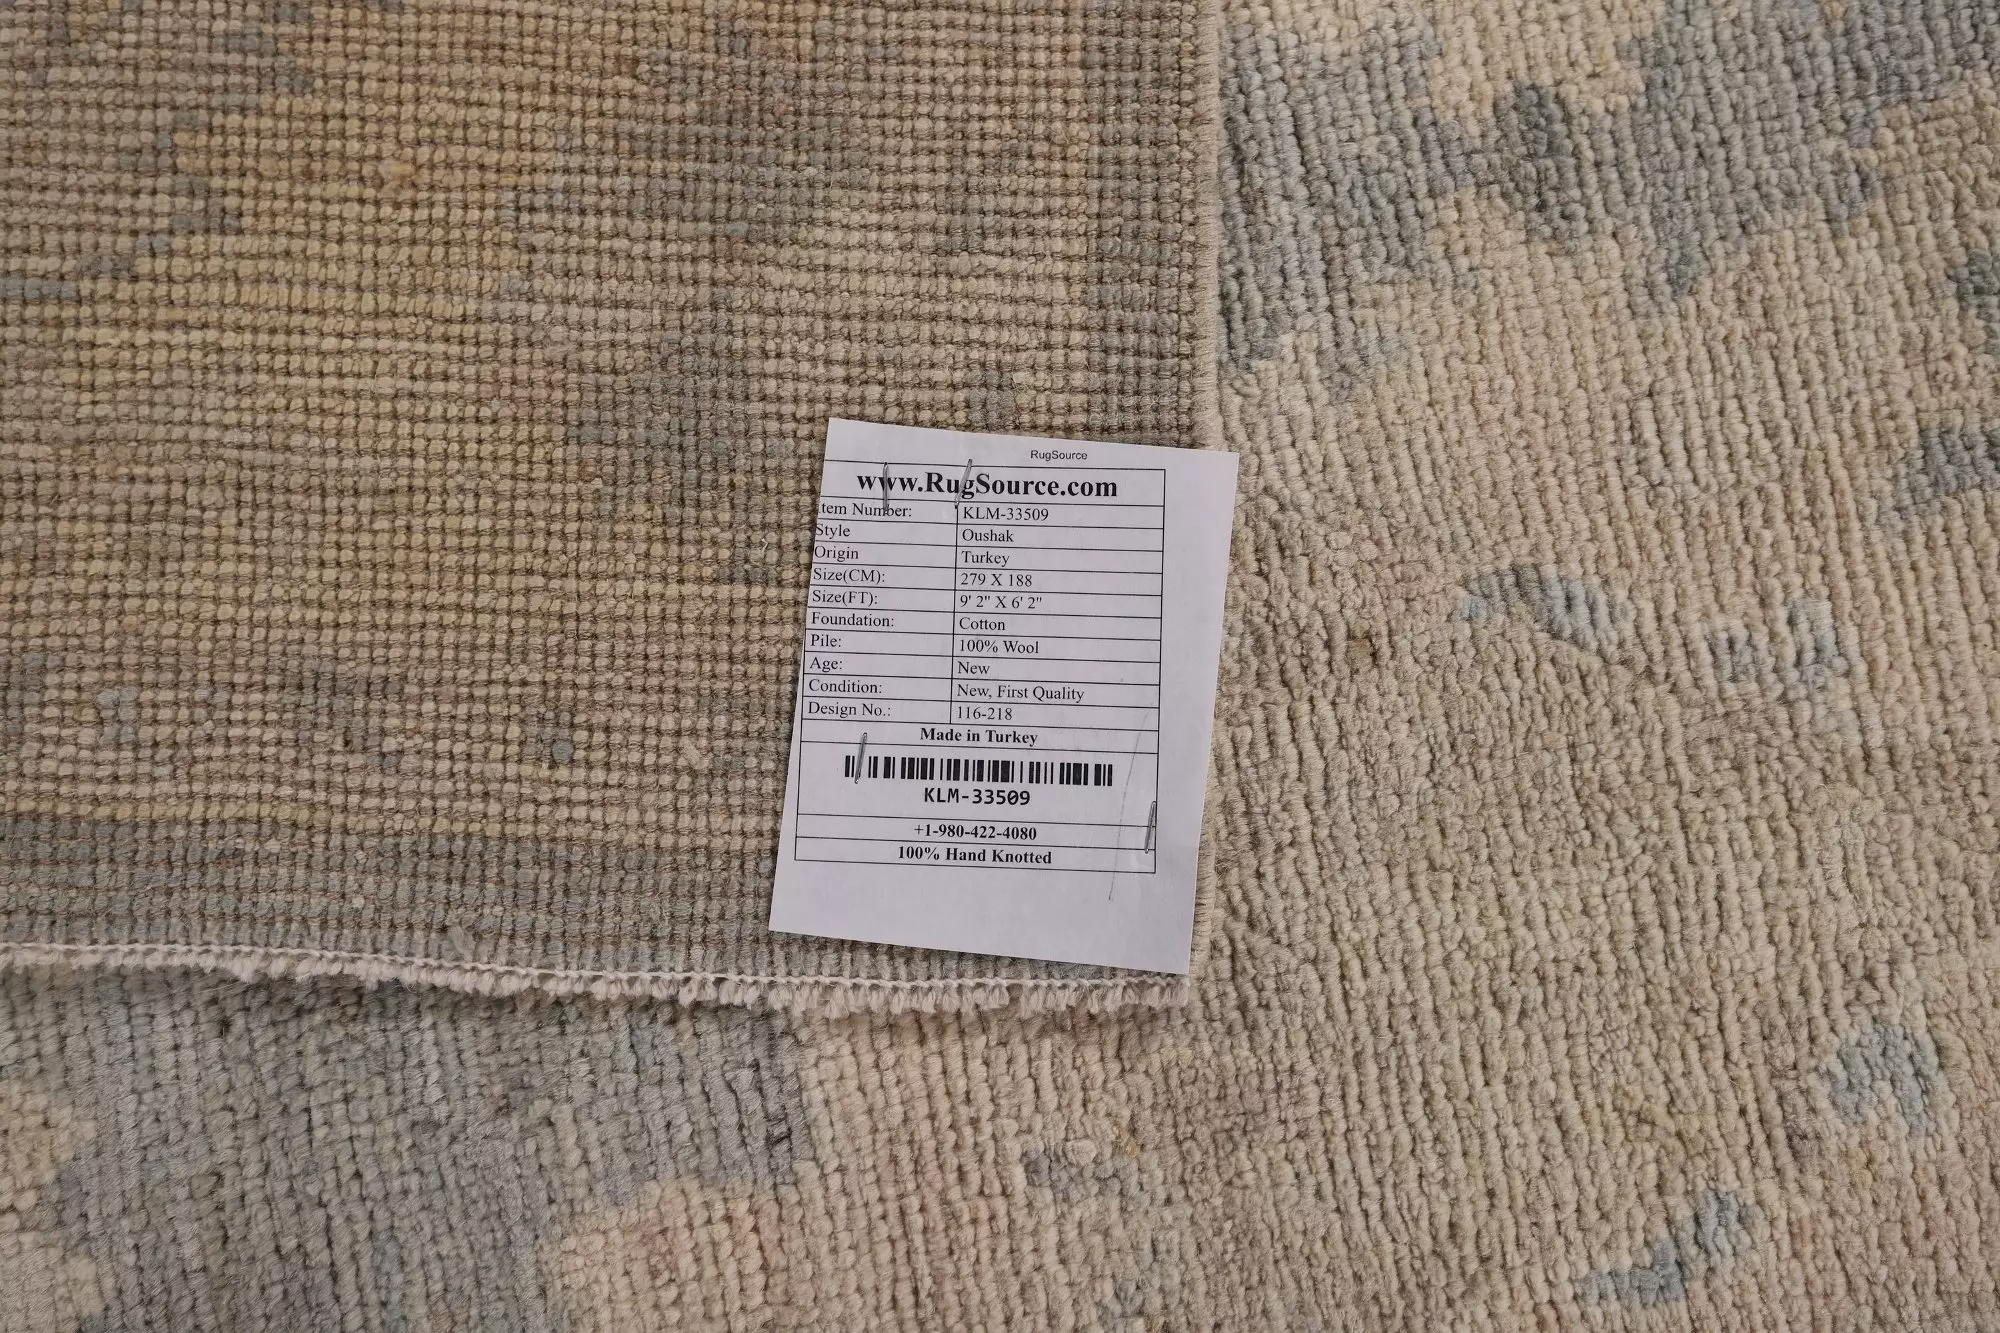 RugSource
www.RugSource.com
Item Number: KLM-33509
Style Oushak
Origin Turkey
Size(CM): 279 X 188
Size(FT): 9' 2" X 6' 2"
Foundation: Cotton
Pile: 100% Wool
Age: New
Condition: New, First Quality
Design No.: 116-218
Made in Turkey
KLM-33509
+1-980-422-4080
100% Hand Knotted